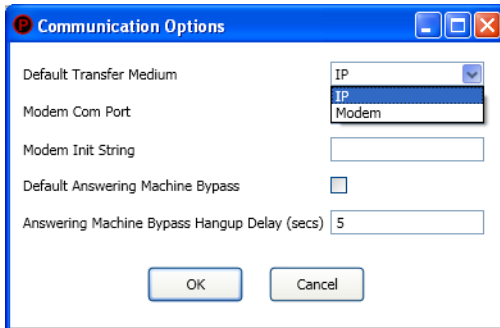 Communication Options
Default Transfer Medium IP
IP
Modem Com Port Modem
Modem Init String
Default Answering Machine Bypass
Answering Machine Bypass Hangup Delay (secs) 5
OK Cancel